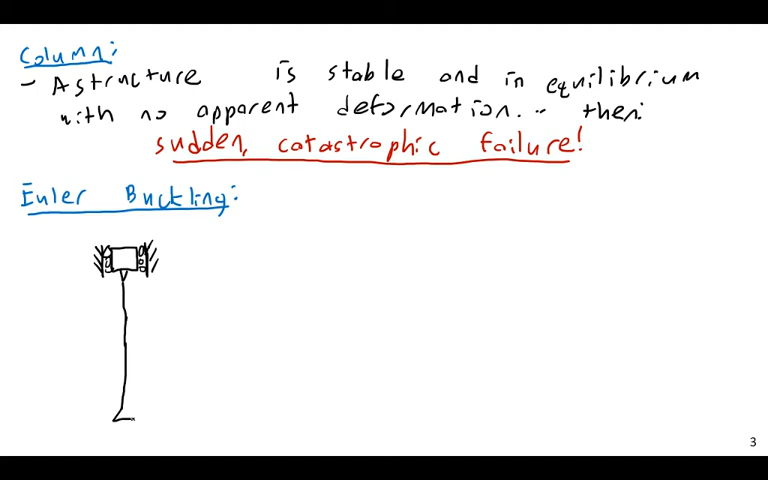 Column:
- A structure is stable and in equilibrium
with no apparent deformation... then:
sudden, catastrophic failure!
Euler Buckling:
3